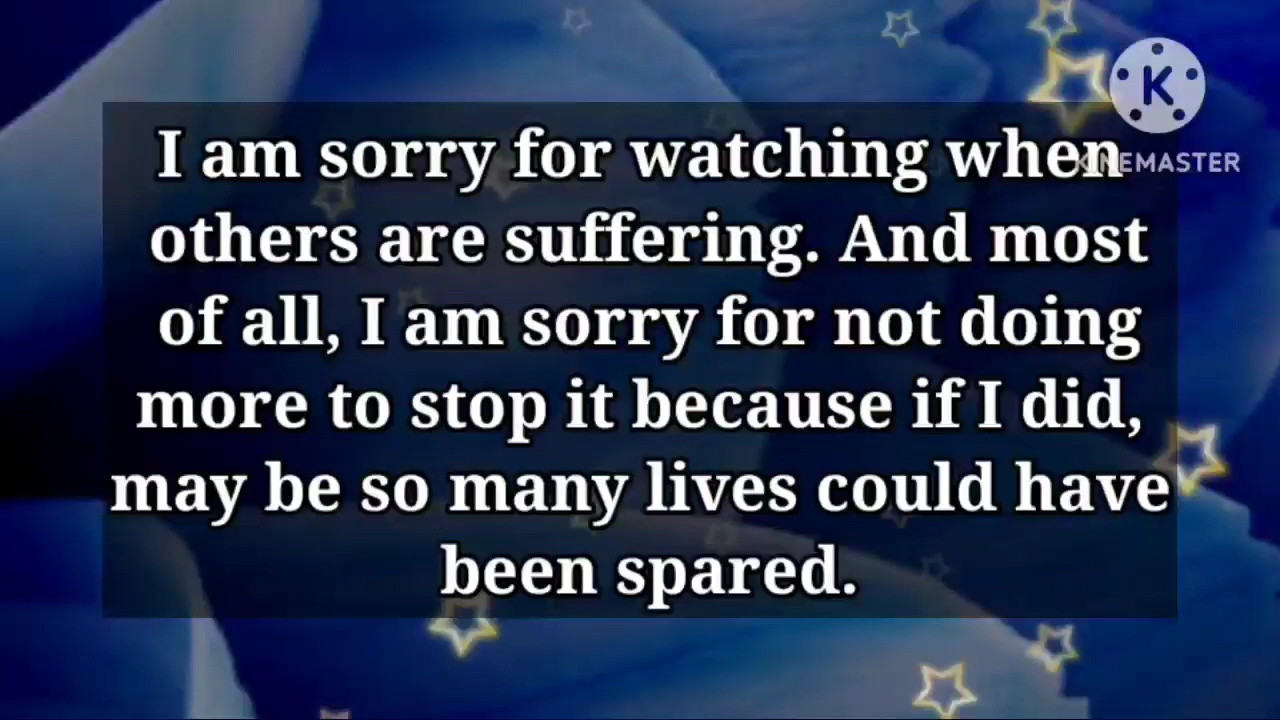 I am sorry for watching when
others are suffering. And most
of all, I am sorry for not doing
more to stop it because if I did,
may be so many lives could have
been spared.
K
KINEMASTER